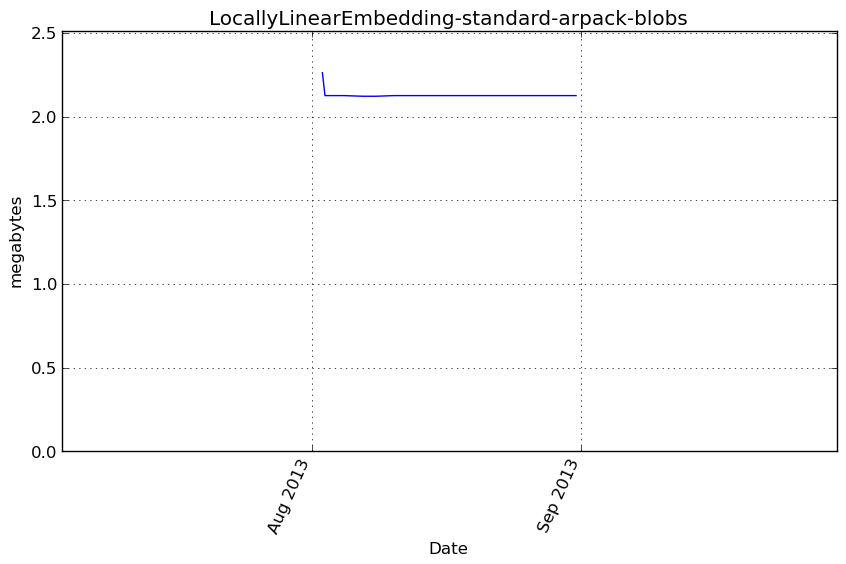 LocallyLinearEmbedding-standard-arpack-blobs
2.5
2.0
1.5
1.0
0.5
0.0
megabytes
Aug 2013
Sep 2013
Date